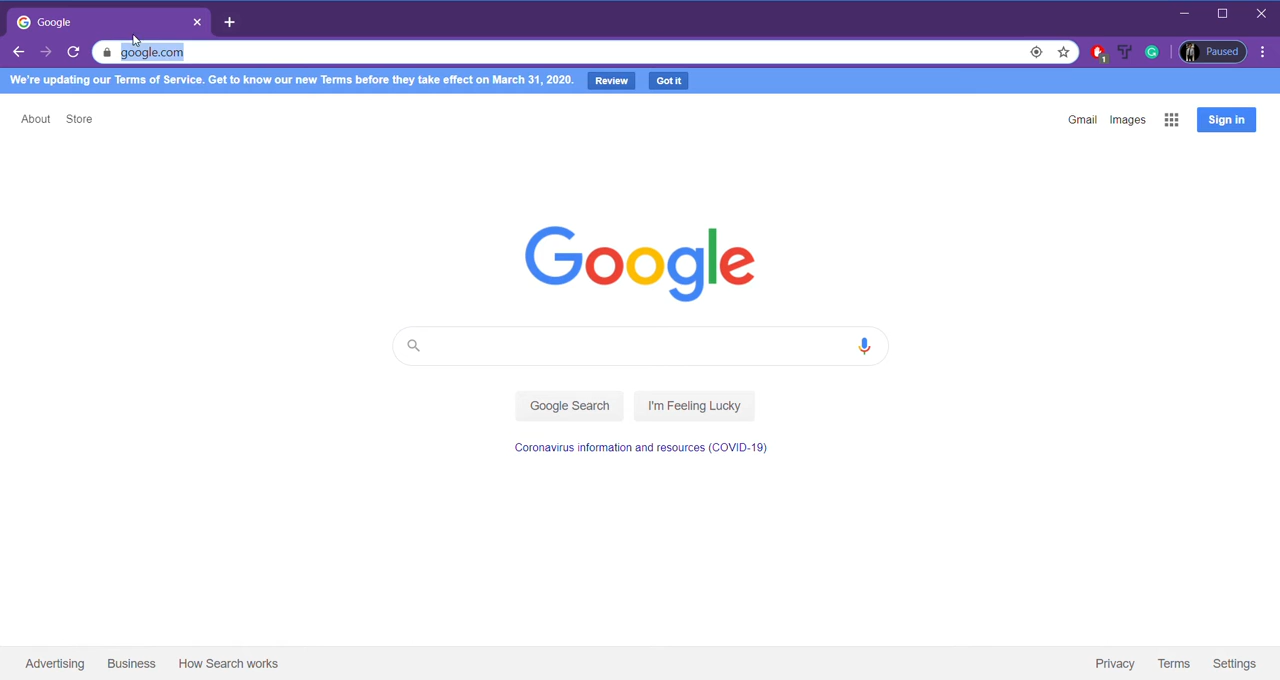 Google
google.com
1
Paused
We're updating our Terms of Service. Get to know our new Terms before they take effect on March 31, 2020. Review Got it
About Store Gmail Images Sign in
Google
Google Search I'm Feeling Lucky
Coronavirus information and resources (COVID-19)
Advertising Business How Search works Privacy Terms Settings